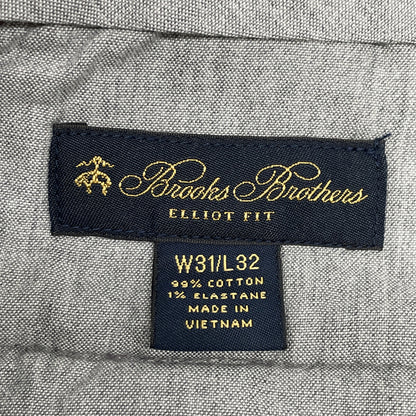 Brooks Brothers
ELLIOT FIT
W31/L32
99% COTTON
1% ELASTANE
MADE IN
VIETNAM